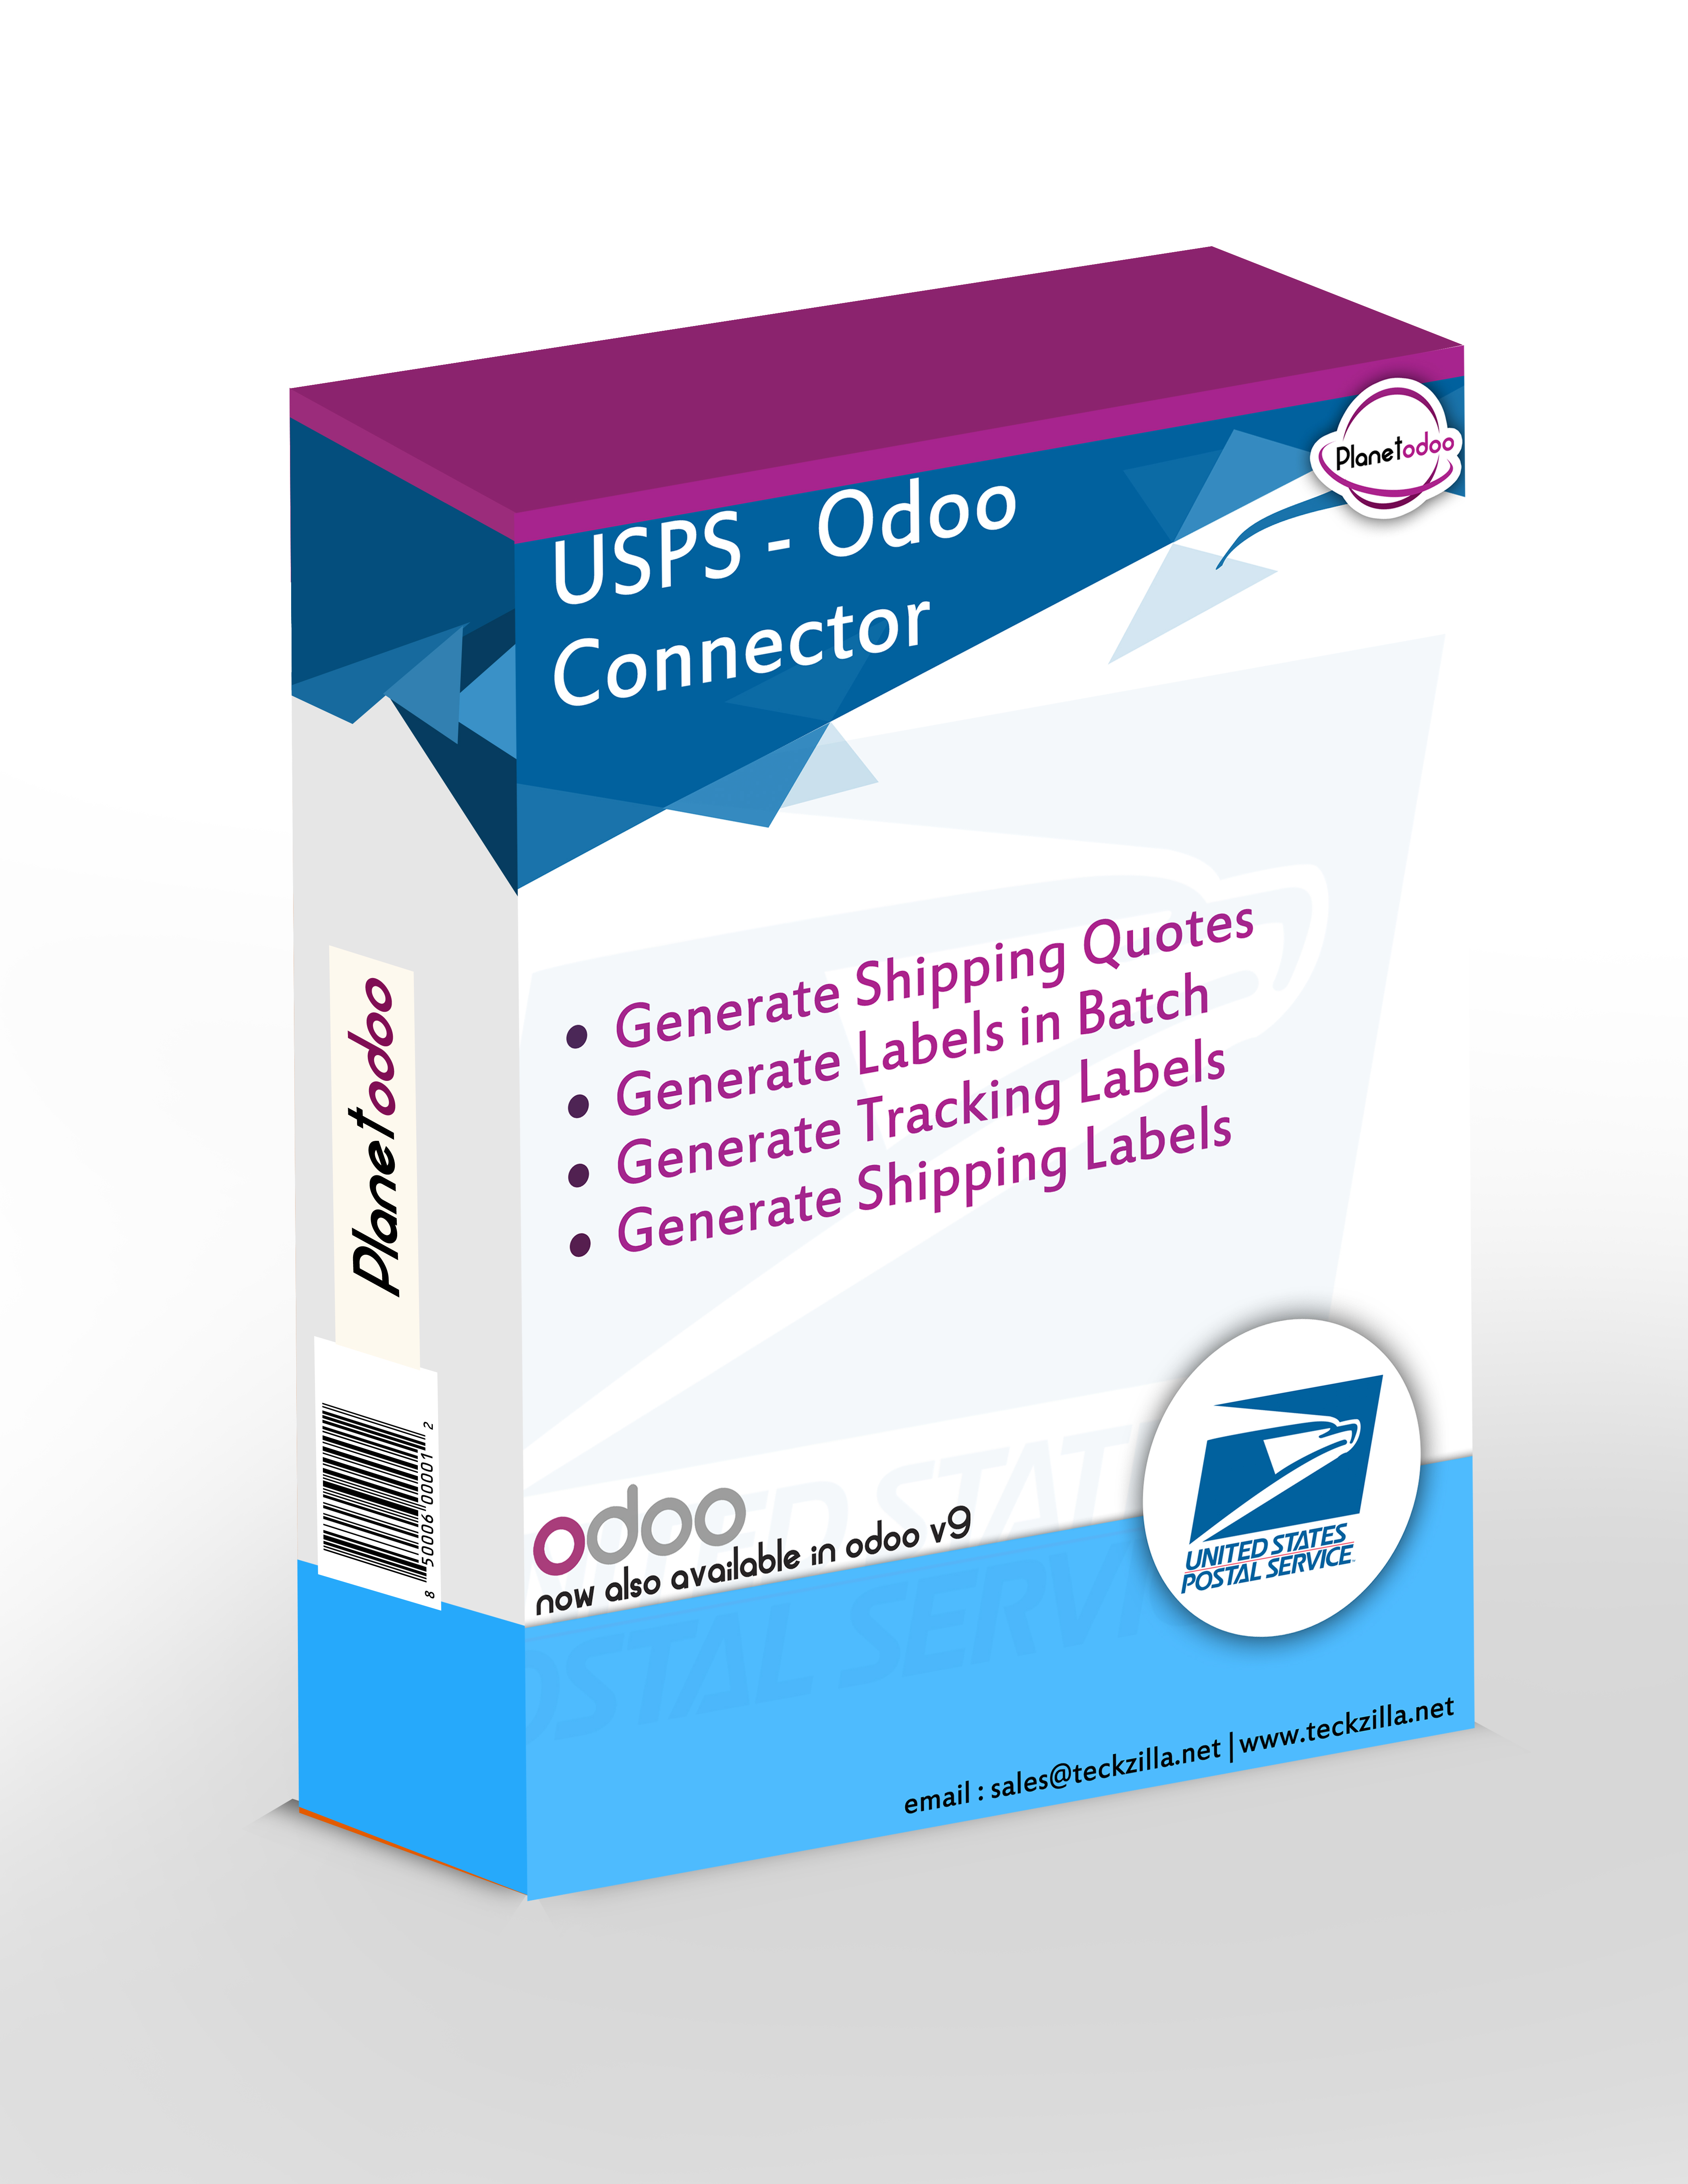 USPS - Odoo
Connector
Planetodoo
• Generate Shipping Quotes
• Generate Labels in Batch
• Generate Tracking Labels
• Generate Shipping Labels
Planetodoo
8 50006 00001 2
odoo
now also available in odoo v9
UNITED STATES
POSTAL SERVICE
email : sales@teckzilla.net | www.teckzilla.net